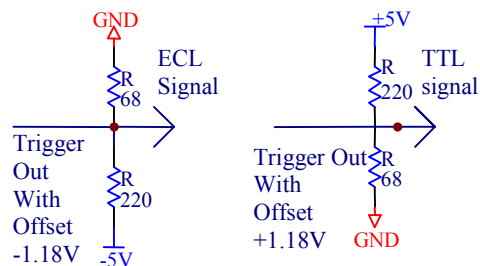 GND
R
68
ECL
Signal
Trigger
Out
With
Offset
-1.18V
R
220
-5V
+5V
R
220
TTL
signal
Trigger Out
With
Offset
+1.18V
R
68
GND